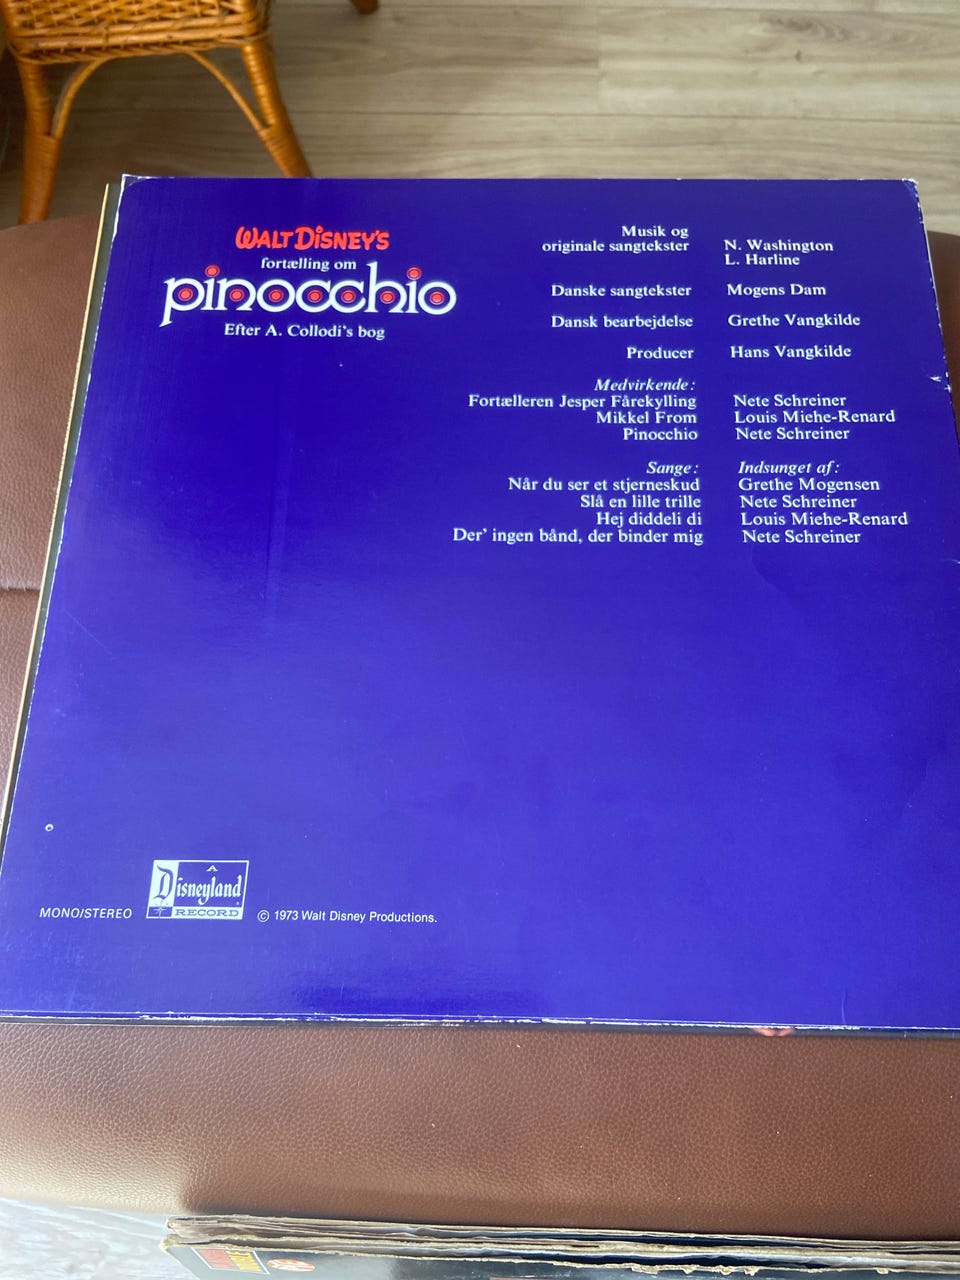 WALT DISNEY'S
fortælling om
pinocchio
Efter A. Collodi's bog
Musik og
originale sangtekster N. Washington
L. Harline
Danske sangtekster Mogens Dam
Dansk bearbejdelse Grethe Vangkilde
Producer Hans Vangkilde
Medvirkende:
Fortælleren Jesper Fårekylling Nete Schreiner
Mikkel From Louis Miehe-Renard
Pinocchio Nete Schreiner
Sange: Indsunget af:
Når du ser et stjerneskud Grethe Mogensen
Slå en lille trille Nete Schreiner
Hej diddeli di Louis Miehe-Renard
Der' ingen bånd, der binder mig Nete Schreiner
MONO/STEREO
A
Disneyland
RECORD
© 1973 Walt Disney Productions.